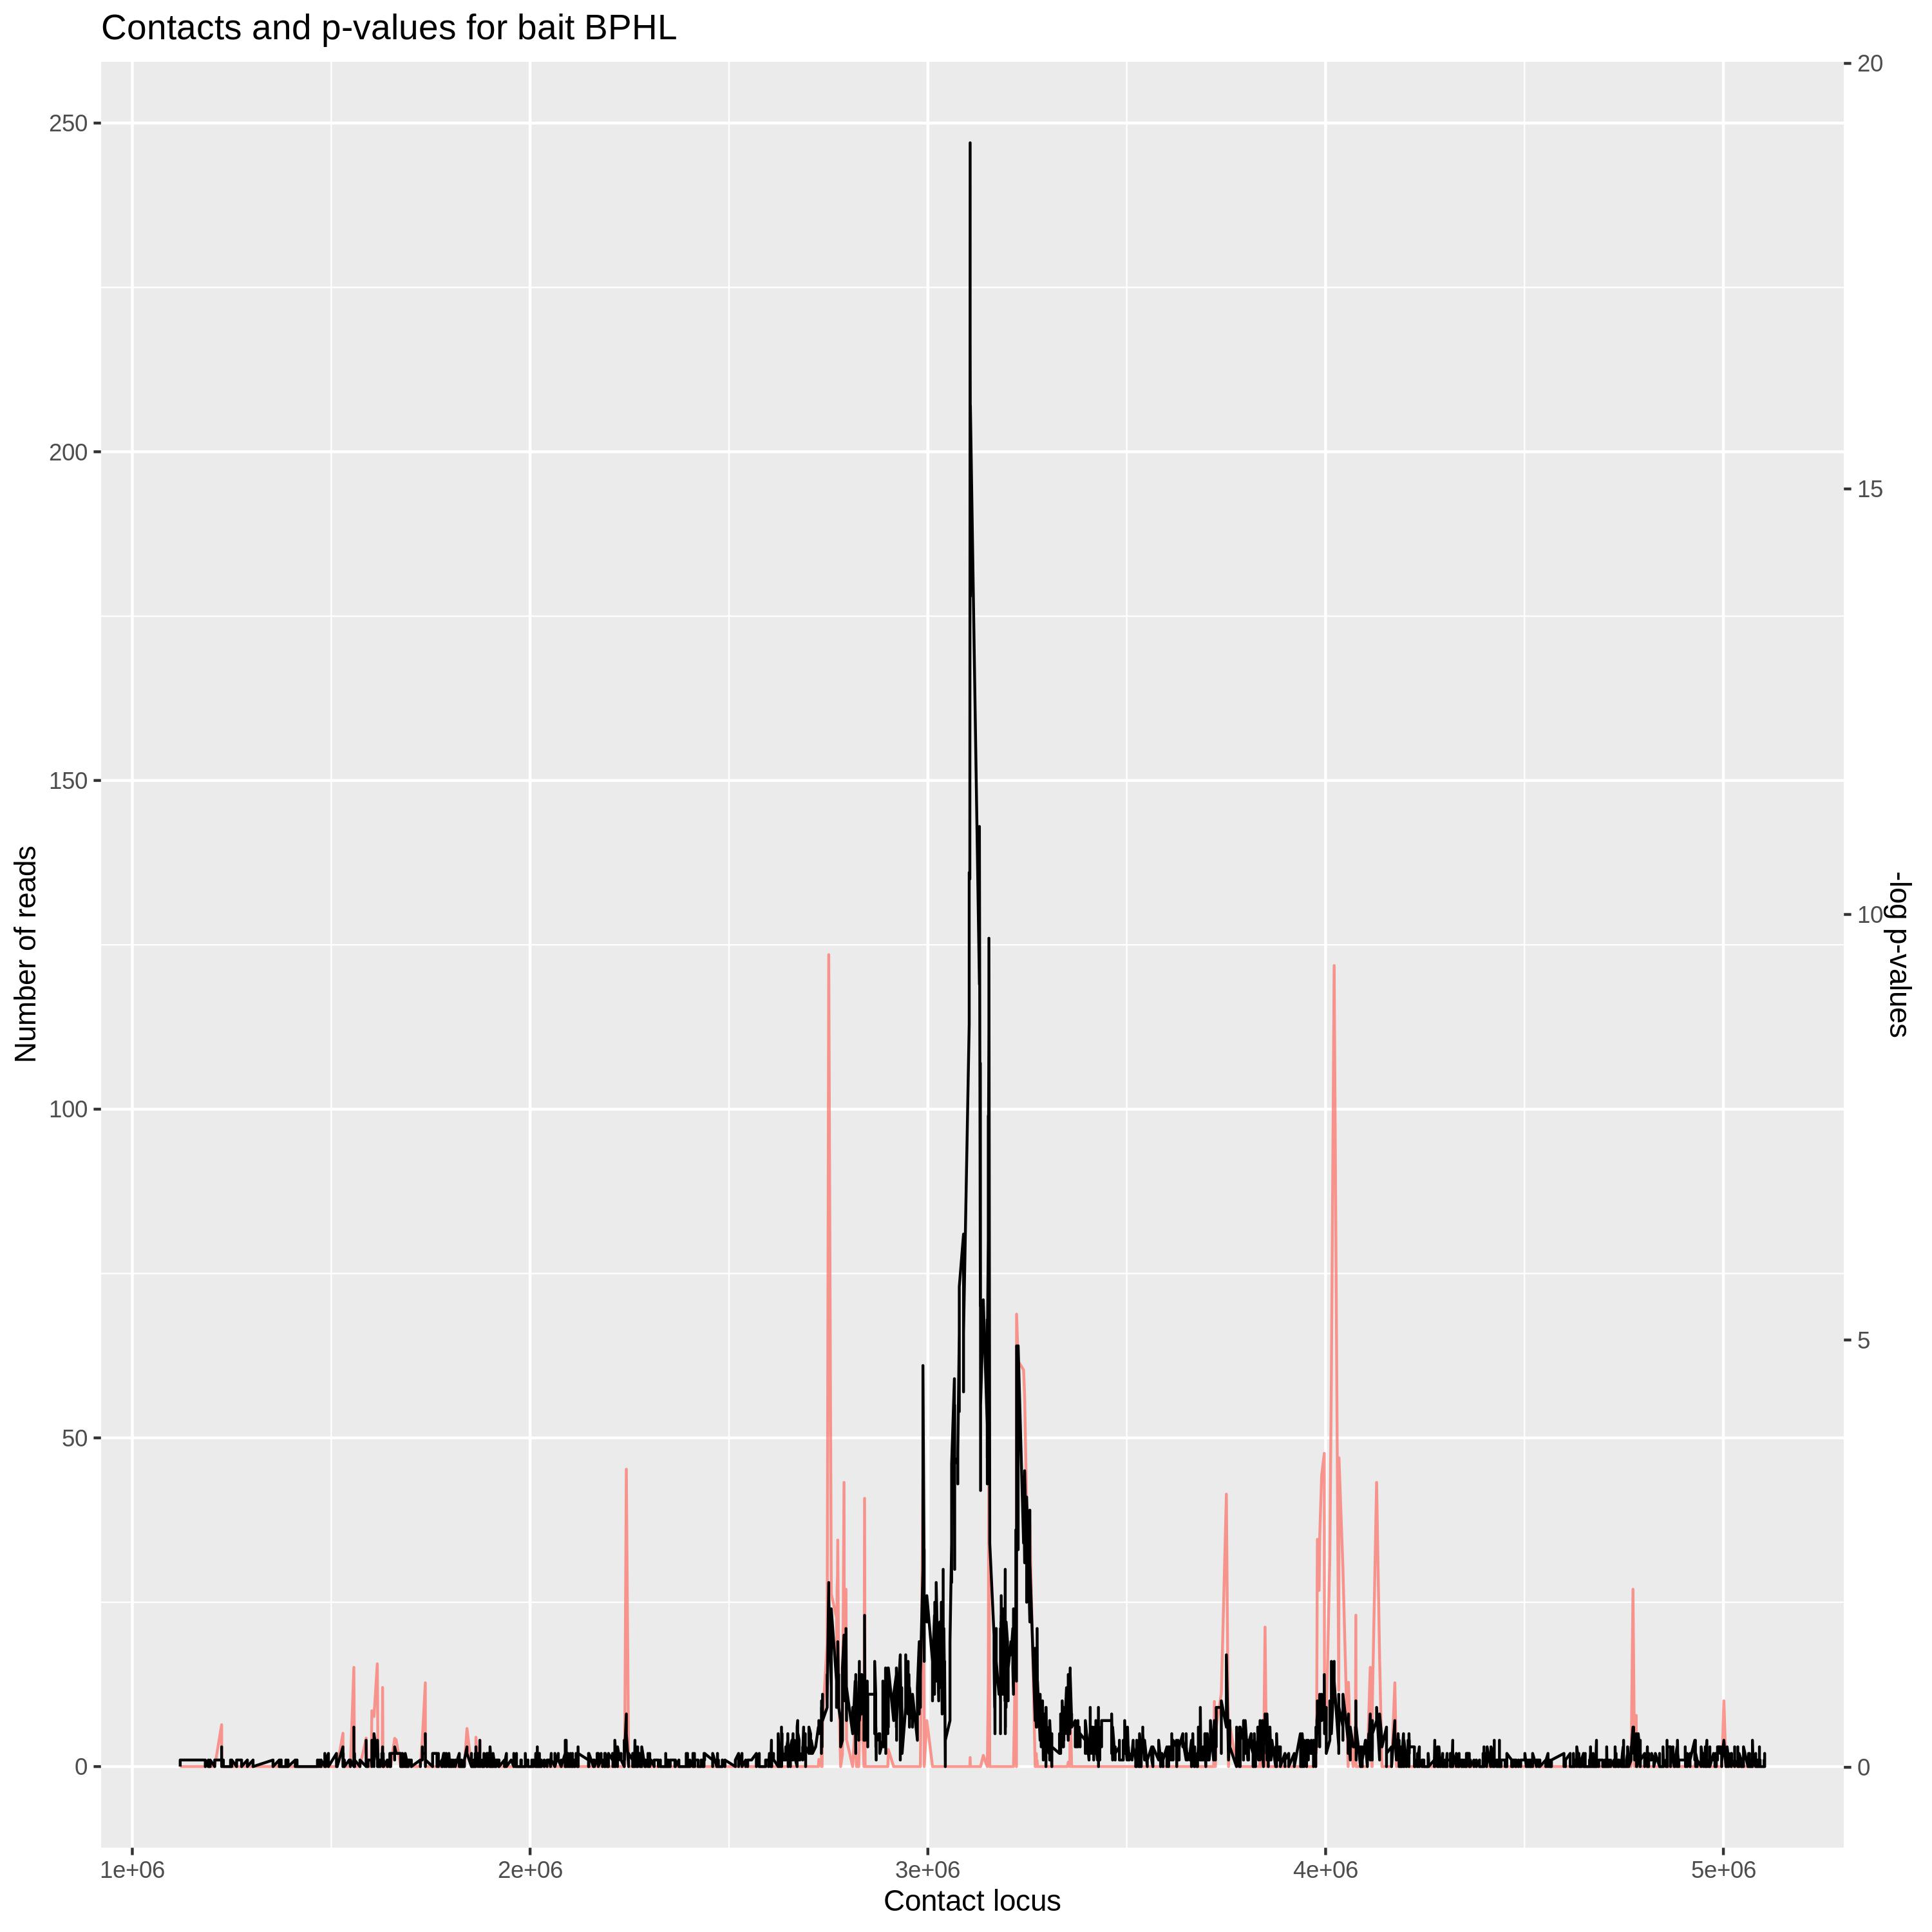 Contacts and p-values for bait BPHL
250
200
150
100
50
0
Number of reads
20
15
10
5
0
-log p-values
1e+06
2e+06
3e+06
4e+06
5e+06
Contact locus